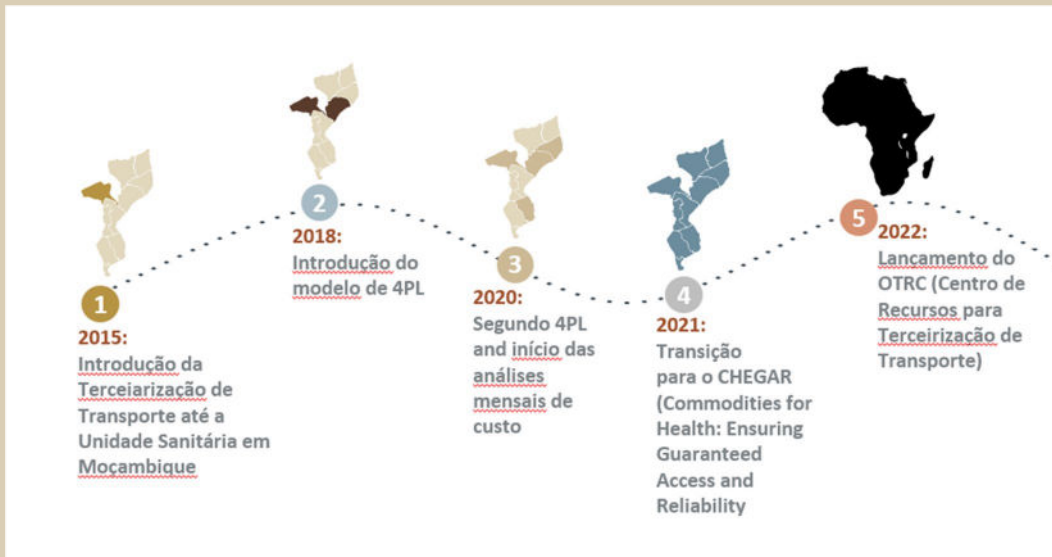 1
2015:
Introdução da
Terceiarização de
Transporte até a
Unidade Sanitária em
Moçambique
2
2018:
Introdução do
modelo de 4PL
3
2020:
Segundo 4PL
and início das
análises
mensais de
custo
4
2021:
Transição
para o CHEGAR
(Commodities for
Health: Ensuring
Guaranteed
Access and
Reliability
5
2022:
Lançamento do
OTRC (Centro de
Recursos para
Terceirização de
Transporte)